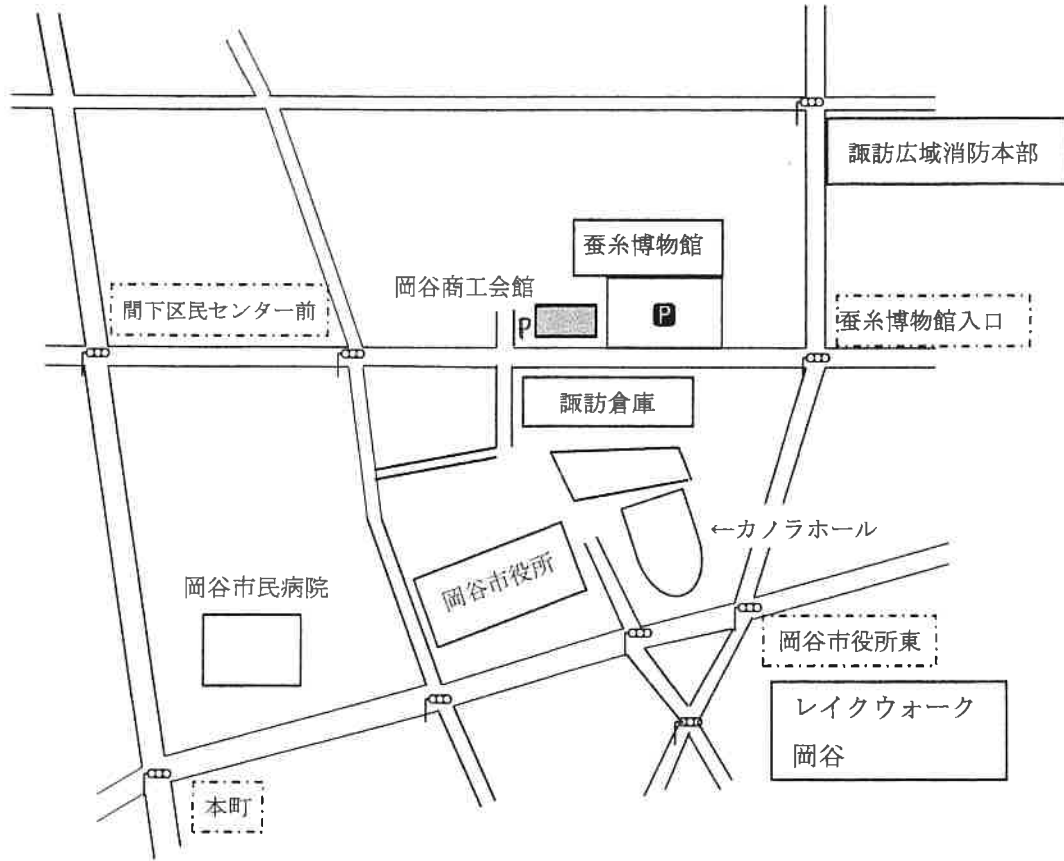 諏訪広域消防本部
蚕糸博物館
岡谷商工会館
間下区民センター前
P
P
蚕糸博物館入口
諏訪倉庫
←カノラホール
岡谷市役所
岡谷市民病院
岡谷市役所東
レイクウォーク
岡谷
本町